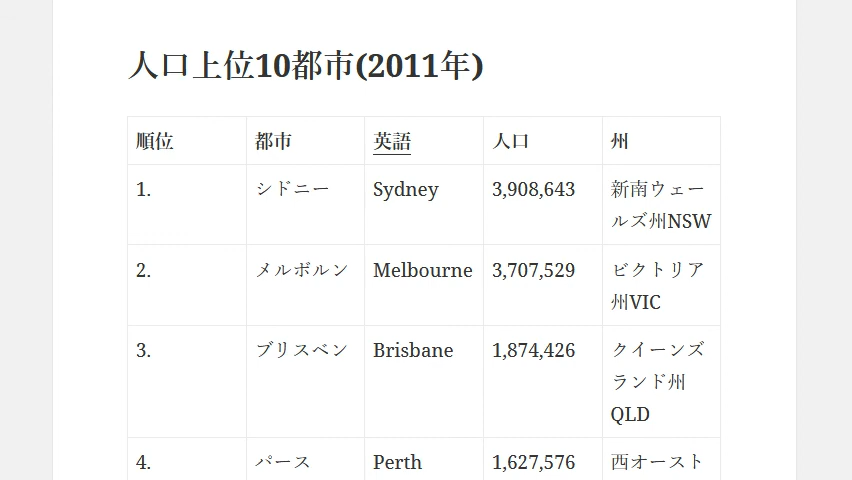 人口上位10都市(2011年)
順位 都市 英語 人口 州
1. シドニー Sydney 3,908,643 新南ウェー
ルズ州NSW
2. メルボルン Melbourne 3,707,529 ビクトリア
州VIC
3. ブリスベン Brisbane 1,874,426 クイーンズ
ランド州
QLD
4. パース Perth 1,627,576 西オースト